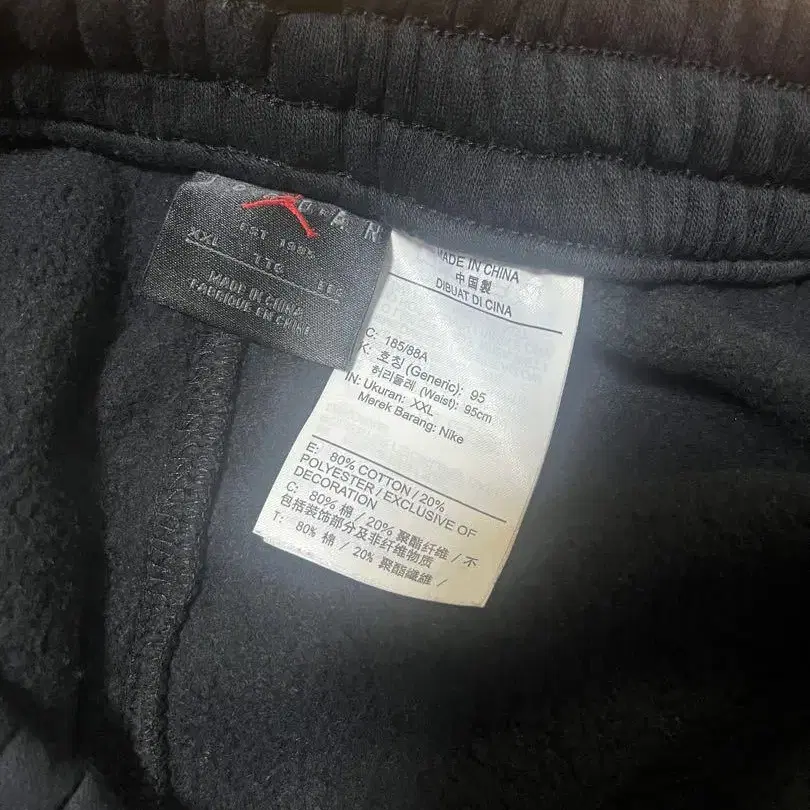 JORDAN
EST 1985
XXL TTG EEG
MADE IN CHINA
FABRIQUE EN CHINE
MADE IN CHINA
中国製
DIBUAT DI CINA
C: 185/88A
K: 호칭 (Generic): 95
허리둘레 (Waist): 95cm
IN: Ukuran: XXL
Merek Barang: Nike
E: 80% COTTON / 20%
POLYESTER / EXCLUSIVE OF
DECORATION
C: 80% 棉 / 20% 聚酯纤维 / 不
包括装饰部分及非纤维物质
T: 80% 棉 / 20% 聚酯纖維 /